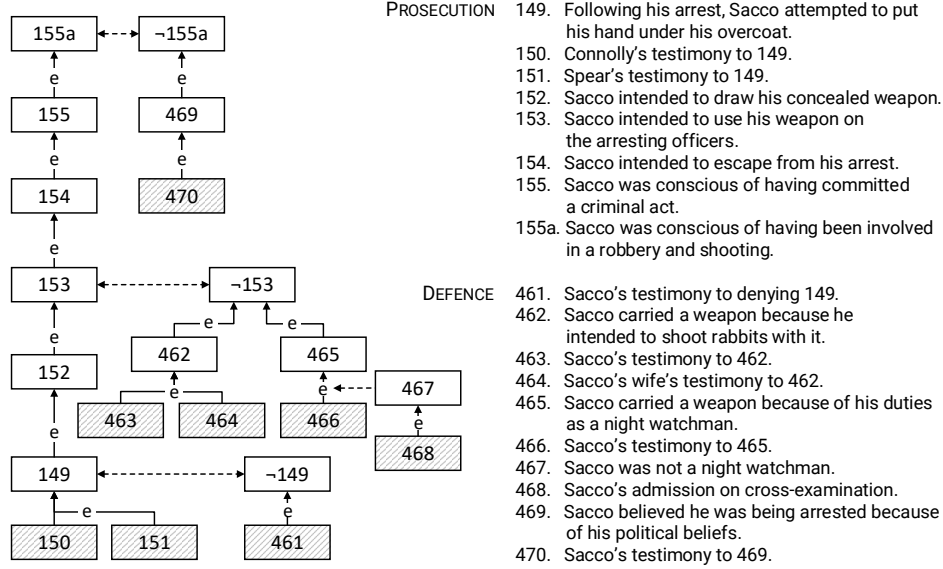 155a
¬155a
e
e
155
469
e
e
154
470
e
153
¬153
e
e
e
462
465
152
e
e
467
463
464
466
e
e
468
149
¬149
e
e
150
151
461
PROSECUTION
149. Following his arrest, Sacco attempted to put
his hand under his overcoat.
150. Connolly's testimony to 149.
151. Spear's testimony to 149.
152. Sacco intended to draw his concealed weapon.
153. Sacco intended to use his weapon on
the arresting officers.
154. Sacco intended to escape from his arrest.
155. Sacco was conscious of having committed
a criminal act.
155a. Sacco was conscious of having been involved
in a robbery and shooting.
DEFENCE
461. Sacco's testimony to denying 149.
462. Sacco carried a weapon because he
intended to shoot rabbits with it.
463. Sacco's testimony to 462.
464. Sacco's wife's testimony to 462.
465. Sacco carried a weapon because of his duties
as a night watchman.
466. Sacco's testimony to 465.
467. Sacco was not a night watchman.
468. Sacco's admission on cross-examination.
469. Sacco believed he was being arrested because
of his political beliefs.
470. Sacco's testimony to 469.